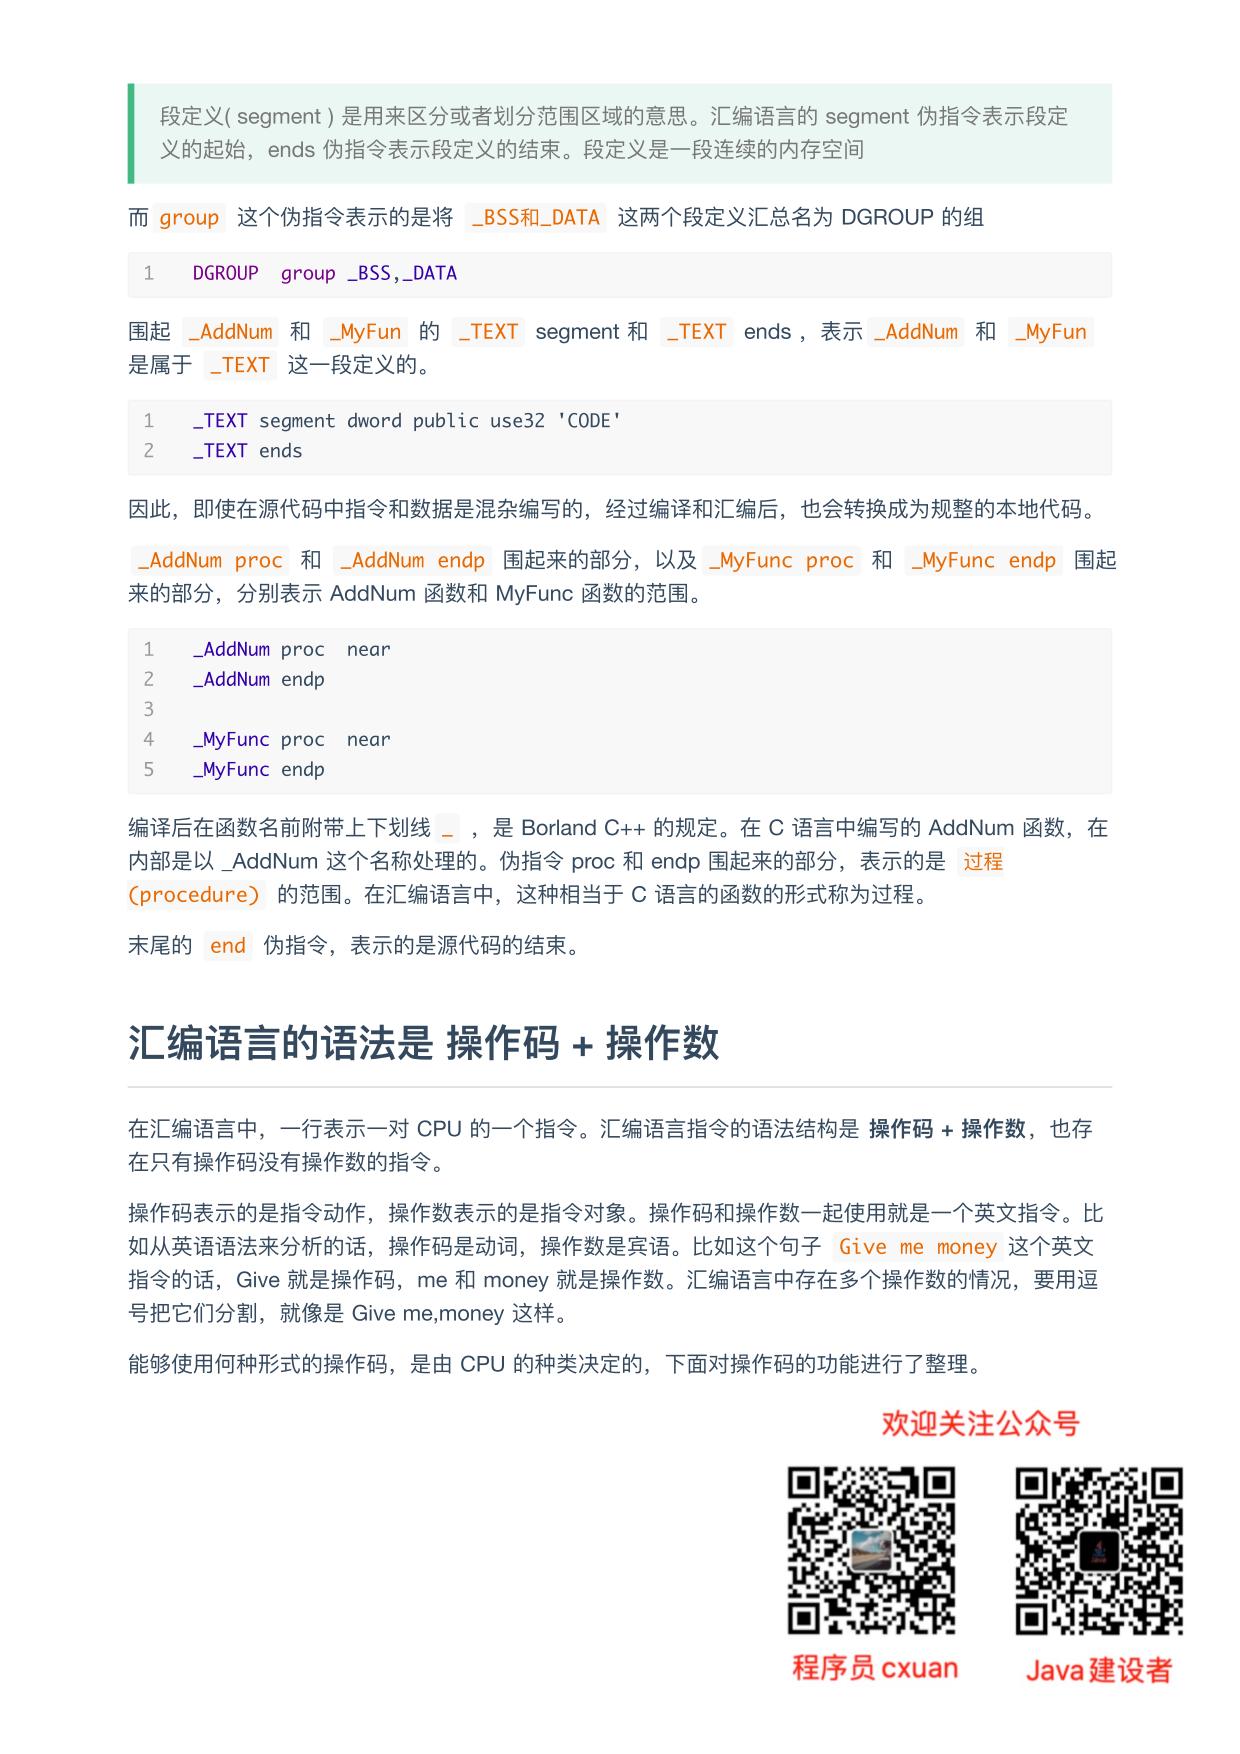 段定义( segment ) 是用来区分或者划分范围区域的意思。汇编语言的 segment 伪指令表示段定
义的起始，ends 伪指令表示段定义的结束。段定义是一段连续的内存空间
而 group 这个伪指令表示的是将 _BSS和_DATA 这两个段定义汇总名为 DGROUP 的组
1 DGROUP  group _BSS,_DATA
围起 _AddNum 和 _MyFun 的 _TEXT segment 和 _TEXT ends ，表示 _AddNum 和 _MyFun
是属于 _TEXT 这一段定义的。
1 _TEXT segment dword public use32 'CODE'
2 _TEXT ends
因此，即使在源代码中指令和数据是混杂编写的，经过编译和汇编后，也会转换成为规整的本地代码。
_AddNum proc 和 _AddNum endp 围起来的部分，以及 _MyFunc proc 和 _MyFunc endp 围起
来的部分，分别表示 AddNum 函数和 MyFunc 函数的范围。
1 _AddNum proc  near
2 _AddNum endp
3
4 _MyFunc proc  near
5 _MyFunc endp
编译后在函数名前附带上下划线 _ ，是 Borland C++ 的规定。在 C 语言中编写的 AddNum 函数，在
内部是以 _AddNum 这个名称处理的。伪指令 proc 和 endp 围起来的部分，表示的是 过程
(procedure) 的范围。在汇编语言中，这种相当于 C 语言的函数的形式称为过程。
末尾的 end 伪指令，表示的是源代码的结束。
汇编语言的语法是 操作码 + 操作数
在汇编语言中，一行表示一对 CPU 的一个指令。汇编语言指令的语法结构是 操作码 + 操作数，也存
在只有操作码没有操作数的指令。
操作码表示的是指令动作，操作数表示的是指令对象。操作码和操作数一起使用就是一个英文指令。比
如从英语语法来分析的话，操作码是动词，操作数是宾语。比如这个句子 Give me money 这个英文
指令的话，Give 就是操作码，me 和 money 就是操作数。汇编语言中存在多个操作数的情况，要用逗
号把它们分割，就像是 Give me,money 这样。
能够使用何种形式的操作码，是由 CPU 的种类决定的，下面对操作码的功能进行了整理。
欢迎关注公众号
程序员cxuan
Java建设者